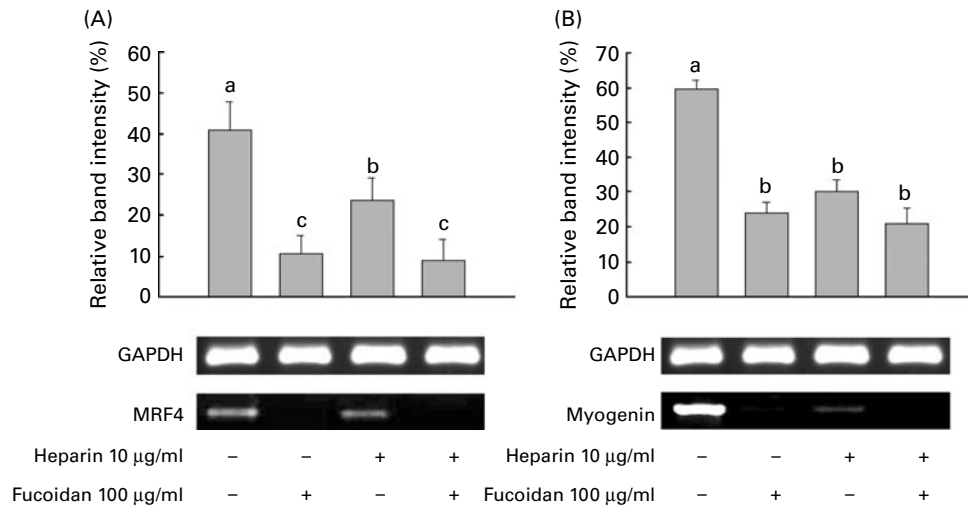 (A)
Relative band intensity (%)
60
50
40
30
20
10
0
a
c
b
c
GAPDH
MRF4
Heparin 10 µg/ml – – + +
Fucoidan 100 µg/ml – + – +
(B)
Relative band intensity (%)
70
60
50
40
30
20
10
0
a
b
b
b
GAPDH
Myogenin
Heparin 10 µg/ml – – + +
Fucoidan 100 µg/ml – + – +